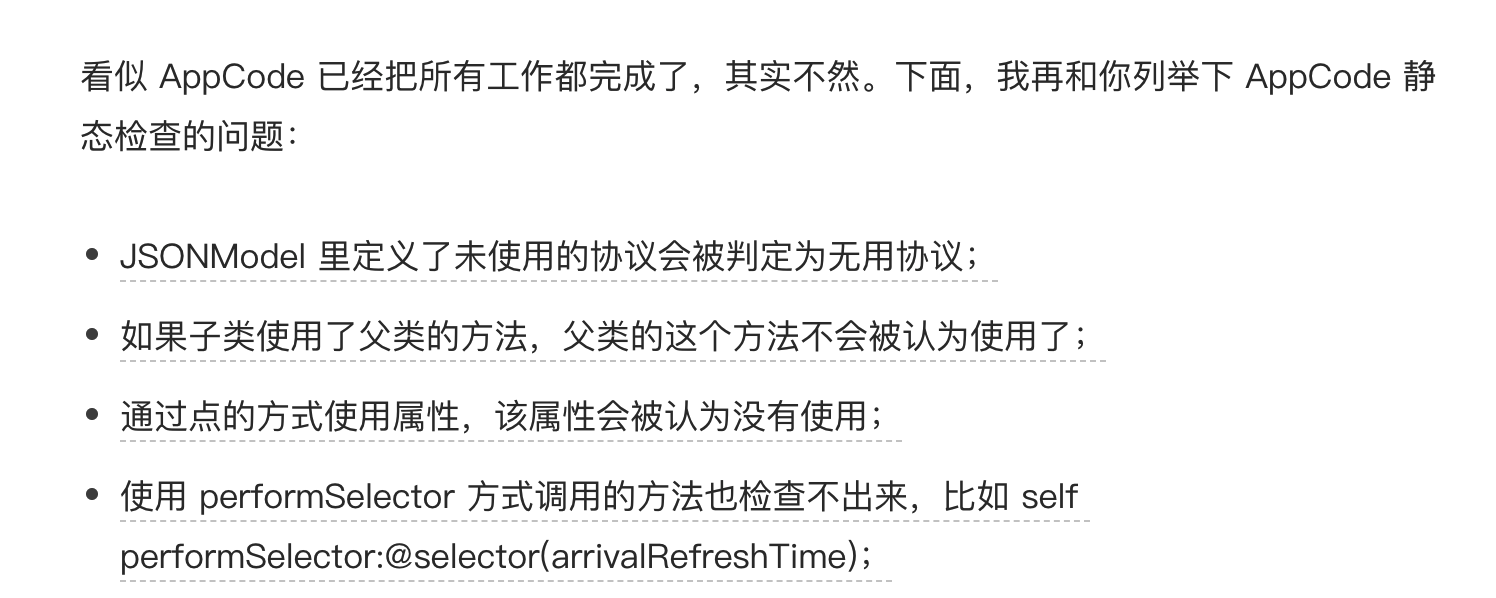 看似 AppCode 已经把所有工作都完成了，其实不然。下面，我再和你列举下 AppCode 静
态检查的问题：
• JSONModel 里定义了未使用的协议会被判定为无用协议；
• 如果子类使用了父类的方法，父类的这个方法不会被认为使用了；
• 通过点的方式使用属性，该属性会被认为没有使用；
• 使用 performSelector 方式调用的方法也检查不出来，比如 self
performSelector:@selector(arrivalRefreshTime)；